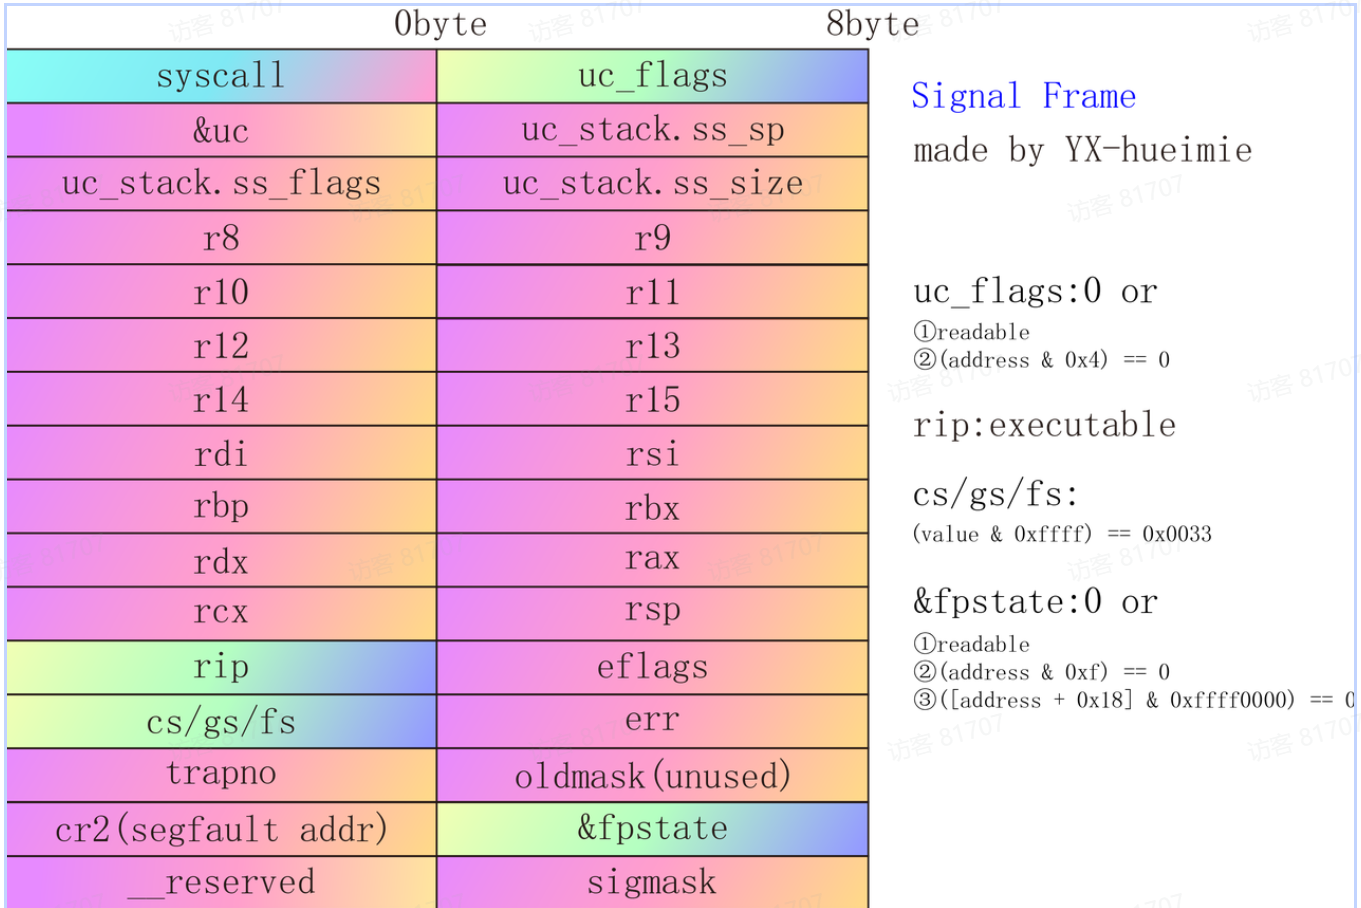 0byte 8byte
syscall uc_flags
&uc uc_stack.ss_sp
uc_stack.ss_flags uc_stack.ss_size
r8 r9
r10 r11
r12 r13
r14 r15
rdi rsi
rbp rbx
rdx rax
rcx rsp
rip eflags
cs/gs/fs err
trapno oldmask(unused)
cr2(segfault addr) &fpstate
__reserved sigmask
Signal Frame
made by YX-hueimie
uc_flags:0 or
①readable
②(address & 0x4) == 0
rip:executable
cs/gs/fs:
(value & 0xffff) == 0x0033
&fpstate:0 or
①readable
②(address & 0xf) == 0
③([address + 0x18] & 0xffff0000) == 0
访客 81707